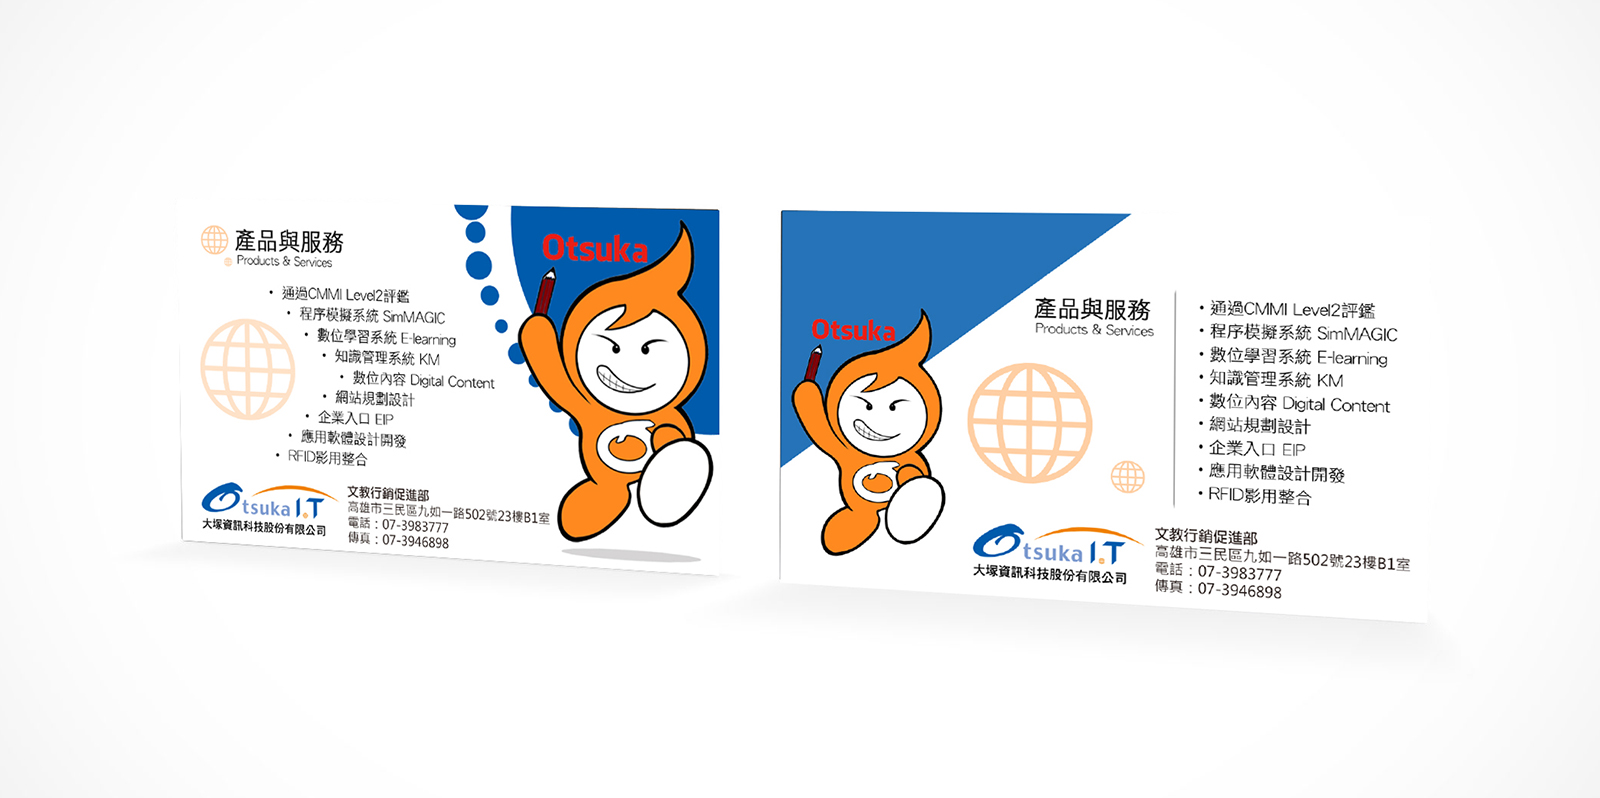 產品與服務
Products & Services
• 通過CMMI Level2評鑑
• 程序模擬系統 SimMAGIC
• 數位學習系統 E-learning
• 知識管理系統 KM
• 數位內容 Digital Content
• 網站規劃設計
• 企業入口 EIP
• 應用軟體設計開發
• RFID影用整合
Otsuka I.T
大塚資訊科技股份有限公司
文教行銷促進部
高雄市三民區九如一路502號23樓B1室
電話：07-3983777
傳真：07-3946898
Otsuka
Otsuka
產品與服務
Products & Services
• 通過CMMI Level2評鑑
• 程序模擬系統 SimMAGIC
• 數位學習系統 E-learning
• 知識管理系統 KM
• 數位內容 Digital Content
• 網站規劃設計
• 企業入口 EIP
• 應用軟體設計開發
• RFID影用整合
Otsuka I.T
大塚資訊科技股份有限公司
文教行銷促進部
高雄市三民區九如一路502號23樓B1室
電話：07-3983777
傳真：07-3946898